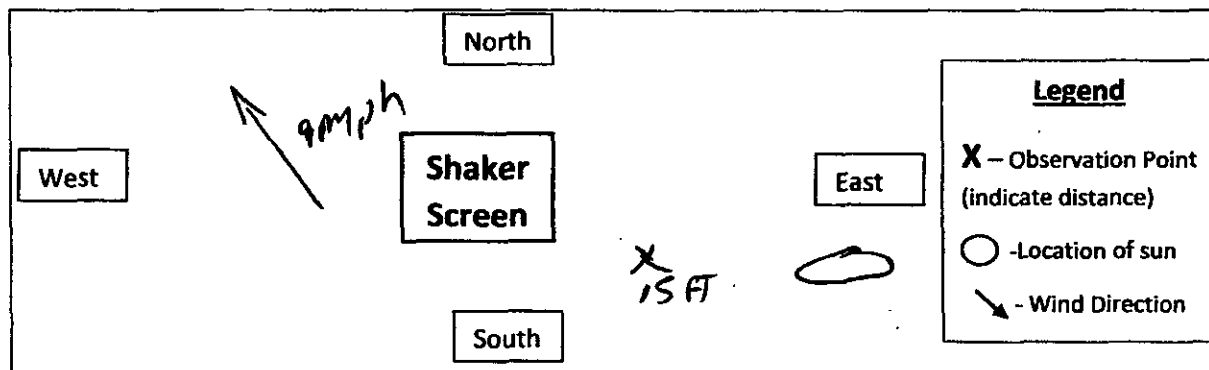 North
9mph
West
Shaker
Screen
East
X
15 FT
South
Legend
X – Observation Point
(indicate distance)
-Location of sun
- Wind Direction